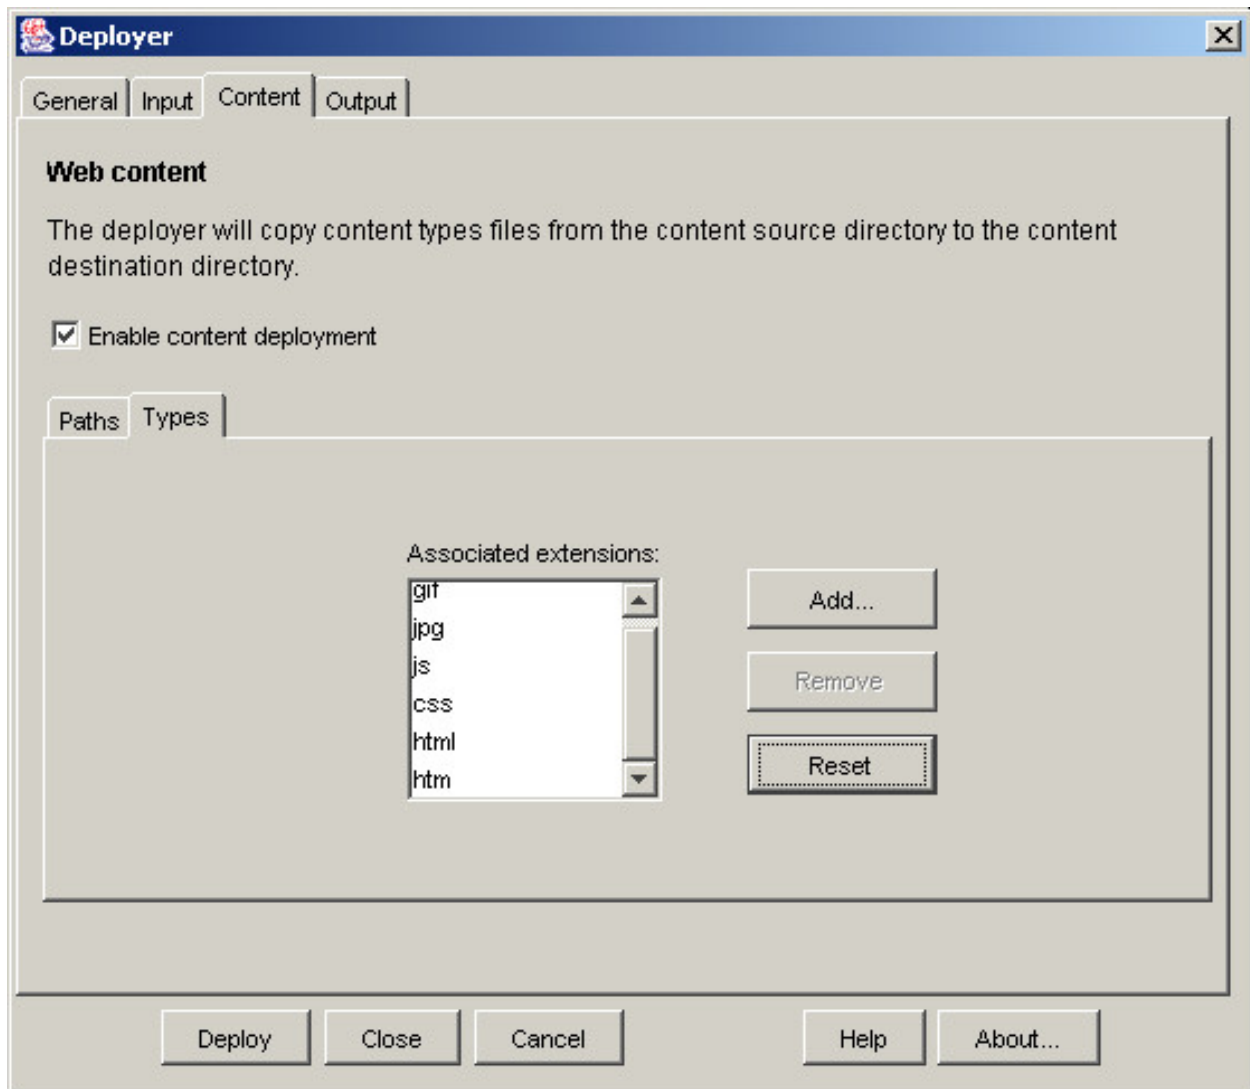 Deployer
General Input Content Output
Web content
The deployer will copy content types files from the content source directory to the content
destination directory.
Enable content deployment
Paths Types
Associated extensions:
gif
jpg
js
css
html
htm
Add...
Remove
Reset
Deploy Close Cancel Help About...